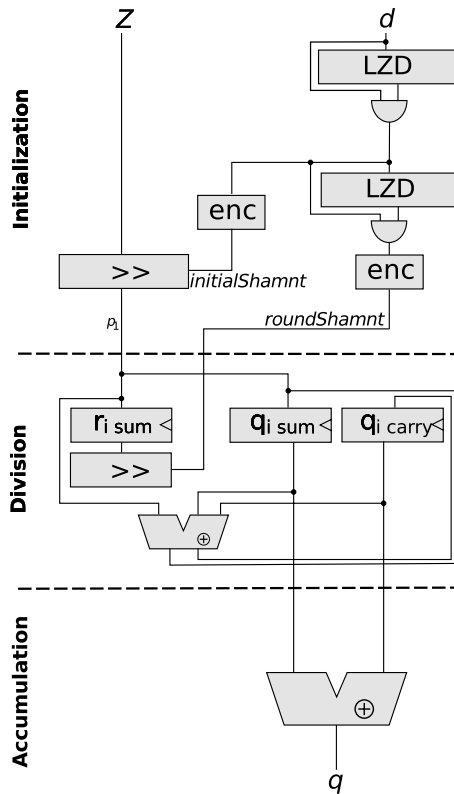 Z
d
LZD
Initialization
LZD
enc
>>
enc
initialShamnt
p1
roundShamnt
Division
ri sum
qi sum
qi carry
>>
⊕
Accumulation
⊕
q